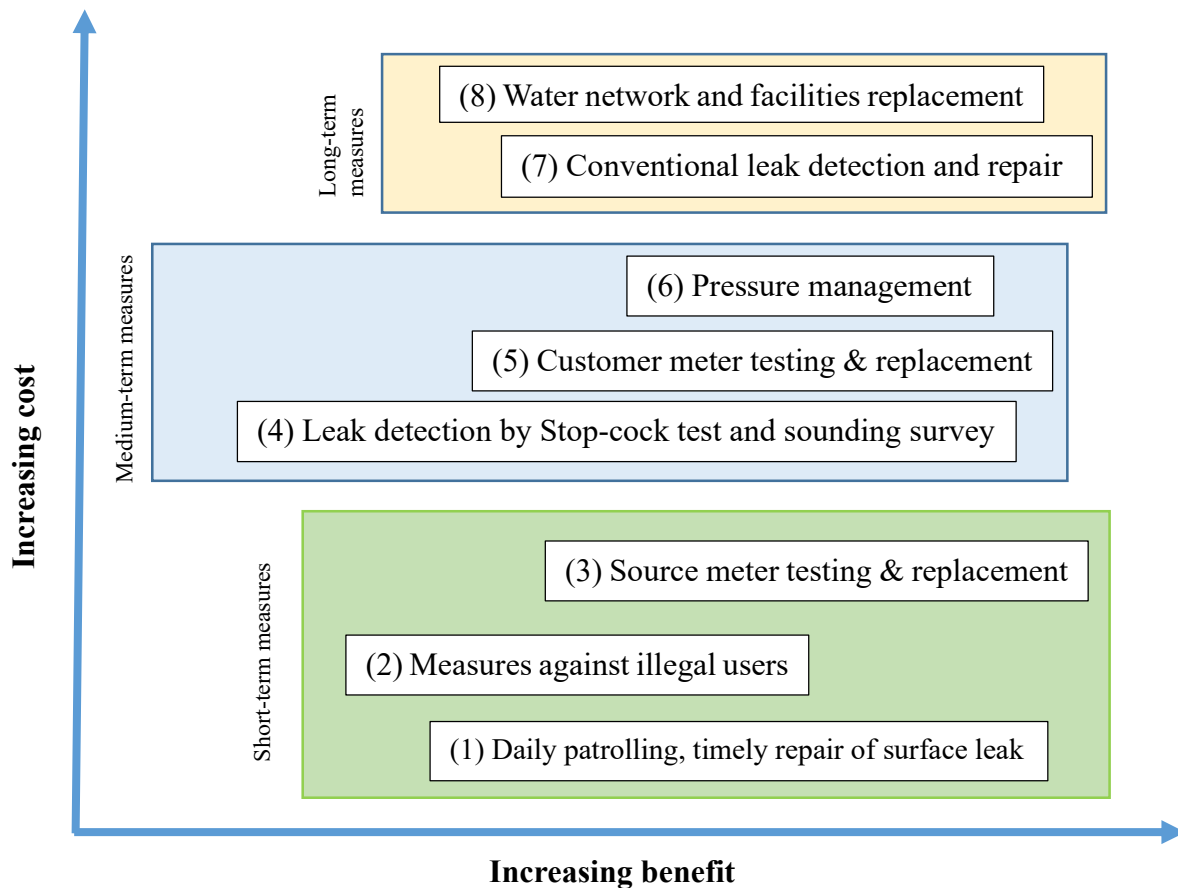 (8) Water network and facilities replacement
(7) Conventional leak detection and repair
Long-term
measures
(6) Pressure management
(5) Customer meter testing & replacement
(4) Leak detection by Stop-cock test and sounding survey
Medium-term measures
(3) Source meter testing & replacement
(2) Measures against illegal users
(1) Daily patrolling, timely repair of surface leak
Short-term measures
Increasing cost
Increasing benefit